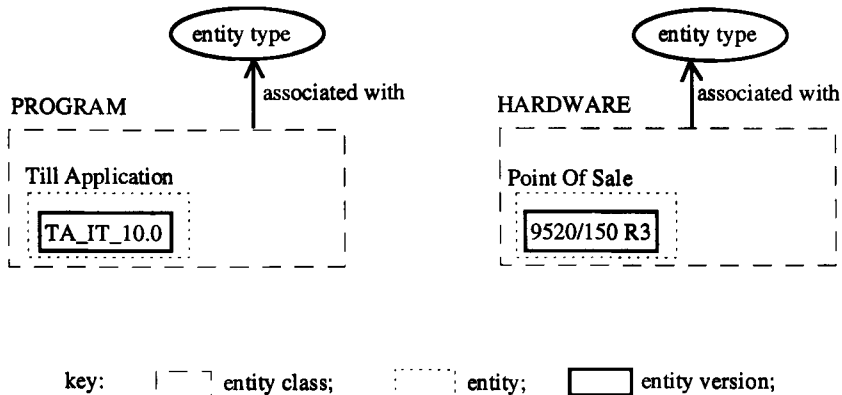 entity type
entity type
associated with
associated with
PROGRAM
HARDWARE
Till Application
Point Of Sale
TA_IT_10.0
9520/150 R3
key: entity class; entity; entity version;